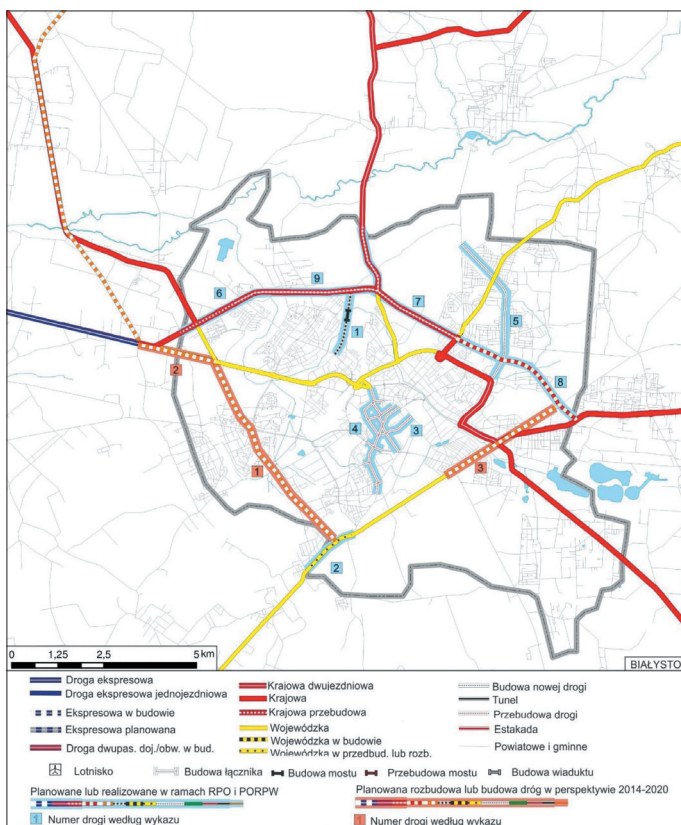 9
6
7
1
5
2
8
4
3
1
3
2
0 1,25 2,5 5 km
BIAŁYSTO
Droga ekspresowa
Droga ekspresowa jednojezdniowa
Ekspresowa w budowie
Ekspresowa planowana
Droga dwupas. doj./obw. w bud.
Krajowa dwujezdniowa
Krajowa
Krajowa przebudowa
Wojewódzka
Wojewódzka w budowie
Wojewódzka w przedbud. lub rozb.
Budowa nowej drogi
Tunel
Przebudowa drogi
Estakada
Powiatowe i gminne
Lotnisko Budowa łącznika Budowa mostu Przebudowa mostu Budowa wiaduktu
Planowane lub realizowane w ramach RPO i PORPW
1 Numer drogi według wykazu
Planowana rozbudowa lub budowa dróg w perspektywie 2014-2020
1 Numer drogi według wykazu